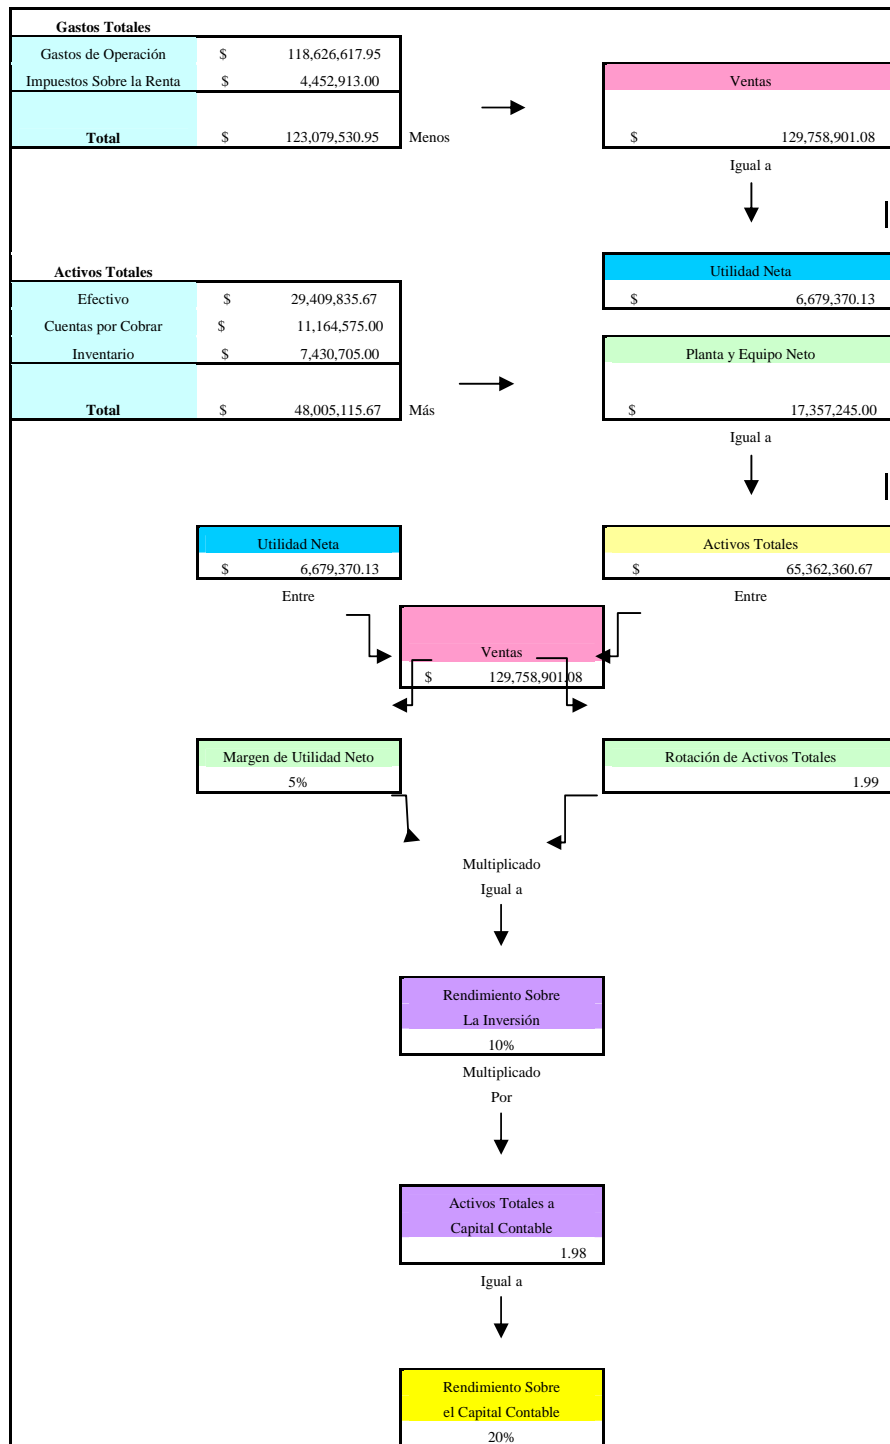 Gastos Totales
Gastos de Operación $ 118,626,617.95
Impuestos Sobre la Renta $ 4,452,913.00
Ventas
Total $ 123,079,530.95 Menos $ 129,758,901.08
Igual a
Activos Totales
Utilidad Neta
Efectivo $ 29,409,835.67 $ 6,679,370.13
Cuentas por Cobrar $ 11,164,575.00
Inventario $ 7,430,705.00 Planta y Equipo Neto
Total $ 48,005,115.67 Más $ 17,357,245.00
Igual a
Utilidad Neta Activos Totales
$ 6,679,370.13 $ 65,362,360.67
Entre Entre
Ventas
$ 129,758,901.08
Margen de Utilidad Neto Rotación de Activos Totales
5% 1.99
Multiplicado
Igual a
Rendimiento Sobre
La Inversión
10%
Multiplicado
Por
Activos Totales a
Capital Contable
1.98
Igual a
Rendimiento Sobre
el Capital Contable
20%